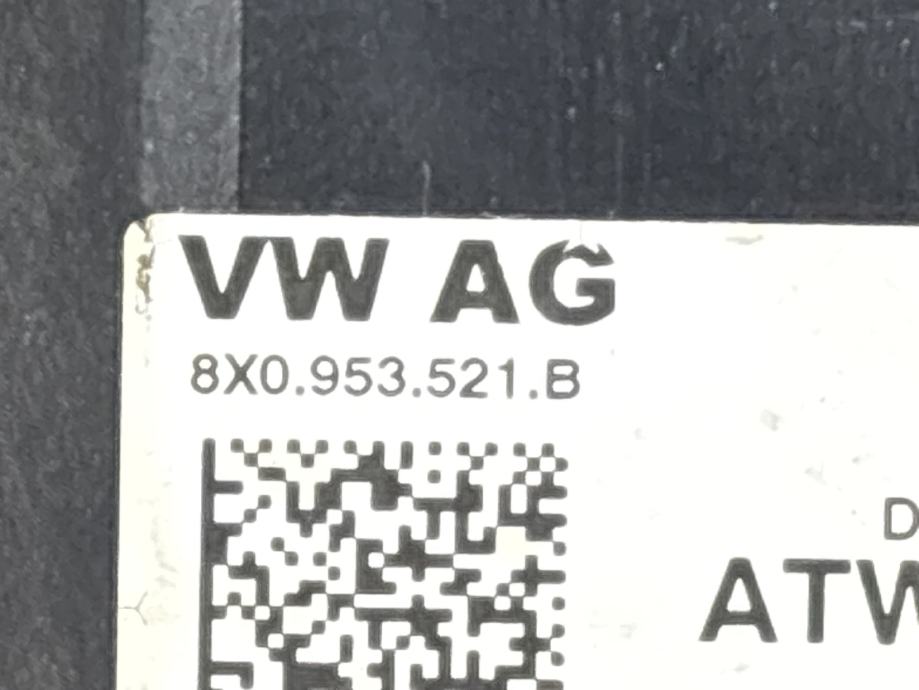 VW AG
8X0.953.521.B
D
ATW